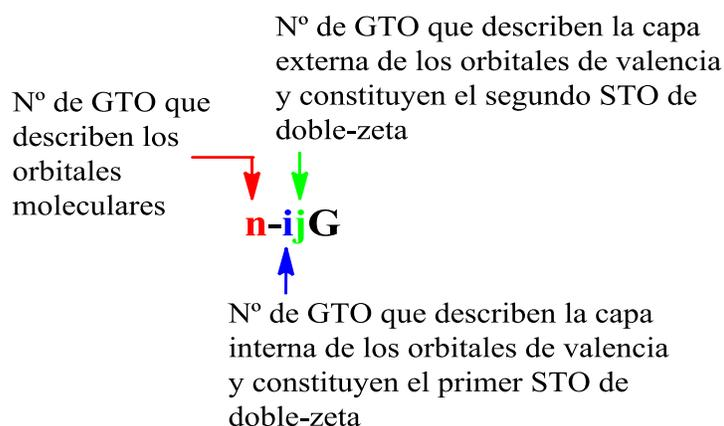 Nº de GTO que describen la capa
externa de los orbitales de valencia
y constituyen el segundo STO de
doble-zeta
Nº de GTO que
describen los
orbitales
moleculares
n-ijG
Nº de GTO que describen la capa
interna de los orbitales de valencia
y constituyen el primer STO de
doble-zeta